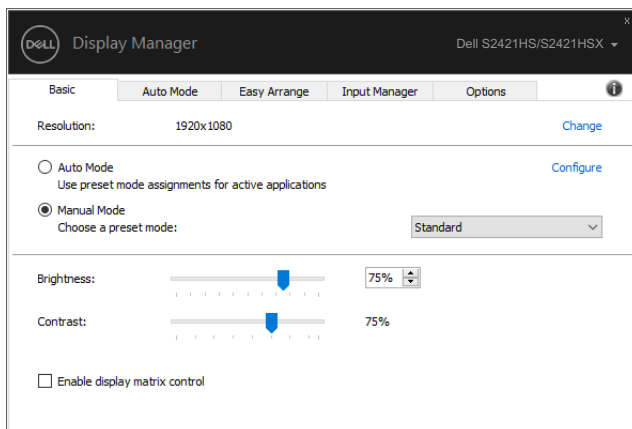 x
DELL Display Manager Dell S2421HS/S2421HSX
Basic Auto Mode Easy Arrange Input Manager Options i
Resolution: 1920x1080 Change
Auto Mode Configure
Use preset mode assignments for active applications
Manual Mode
Choose a preset mode: Standard
Brightness: 75%
Contrast: 75%
Enable display matrix control